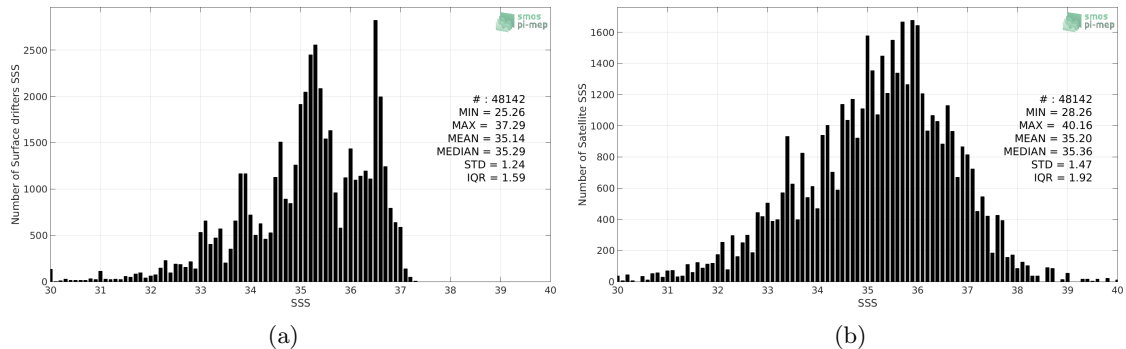 smos
pi-mep
Number of Surface drifters SSS
2500
2000
1500
1000
500
0
# : 48142
MIN = 25.26
MAX = 37.29
MEAN = 35.14
MEDIAN = 35.29
STD = 1.24
IQR = 1.59
30 31 32 33 34 35 36 37 38 39 40
SSS
(a)
smos
pi-mep
Number of Satellite SSS
1600
1400
1200
1000
800
600
400
200
0
# : 48142
MIN = 28.26
MAX = 40.16
MEAN = 35.20
MEDIAN = 35.36
STD = 1.47
IQR = 1.92
30 31 32 33 34 35 36 37 38 39 40
SSS
(b)